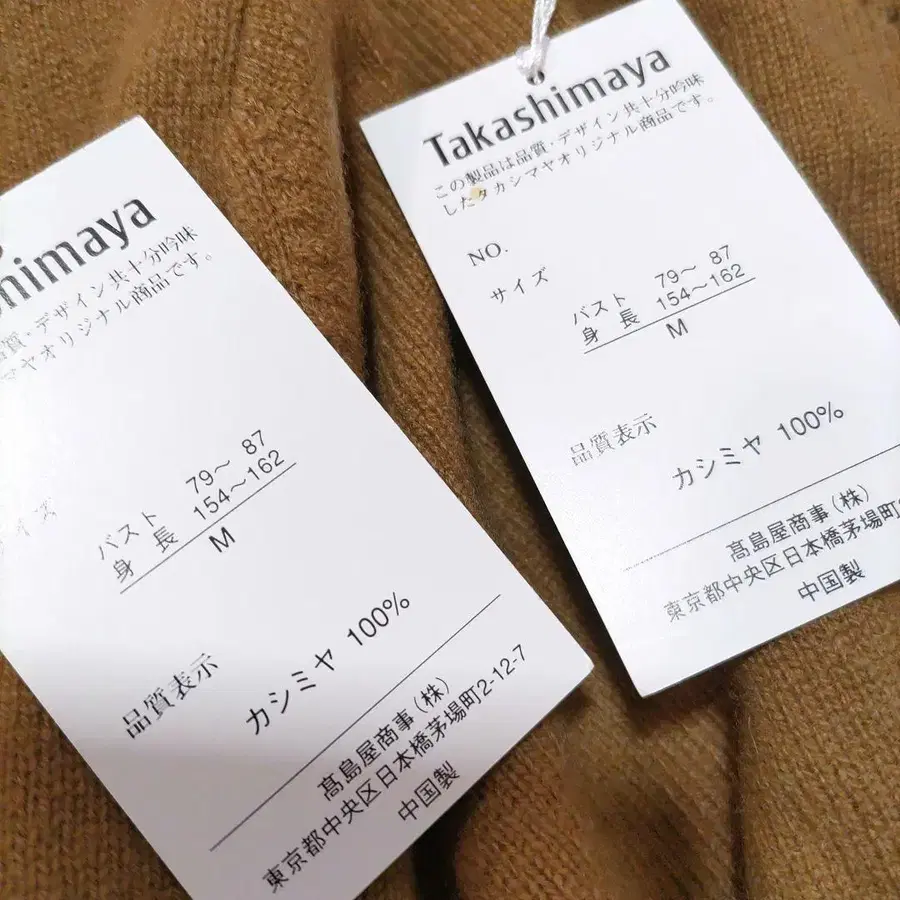 himaya
質・デザイン共十分吟味
マヤオリジナル商品です。
イズ
バスト 79〜 87
身 長 154〜162
M
品質表示
カシミヤ 100%
髙島屋商事(株)
東京都中央区日本橋茅場町2-12-7
中国製
Takashimaya
この製品は品質・デザイン共十分吟味
したタカシマヤオリジナル商品です。
NO.
サイズ
バスト 79〜 87
身 長 154〜162
M
品質表示
カシミヤ 100%
髙島屋商事(株)
東京都中央区日本橋茅場町
中国製